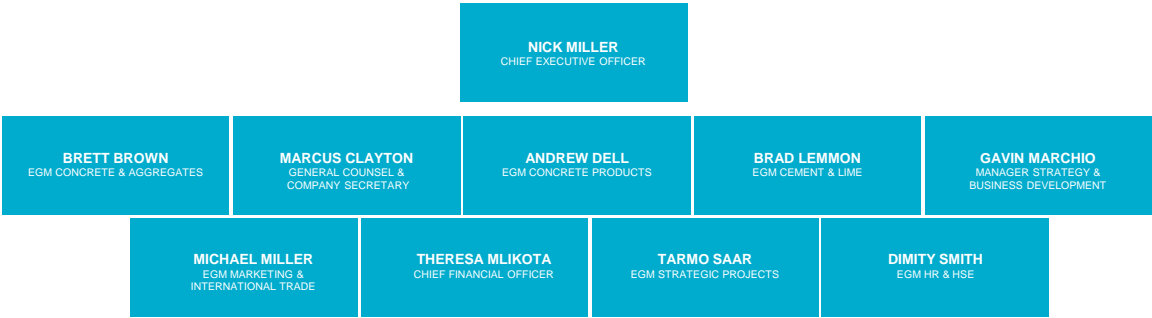 NICK MILLER
CHIEF EXECUTIVE OFFICER
BRETT BROWN
EGM CONCRETE & AGGREGATES
MARCUS CLAYTON
GENERAL COUNSEL &
COMPANY SECRETARY
ANDREW DELL
EGM CONCRETE PRODUCTS
BRAD LEMMON
EGM CEMENT & LIME
GAVIN MARCHIO
MANAGER STRATEGY &
BUSINESS DEVELOPMENT
MICHAEL MILLER
EGM MARKETING &
INTERNATIONAL TRADE
THERESA MLIKOTA
CHIEF FINANCIAL OFFICER
TARMO SAAR
EGM STRATEGIC PROJECTS
DIMITY SMITH
EGM HR & HSE